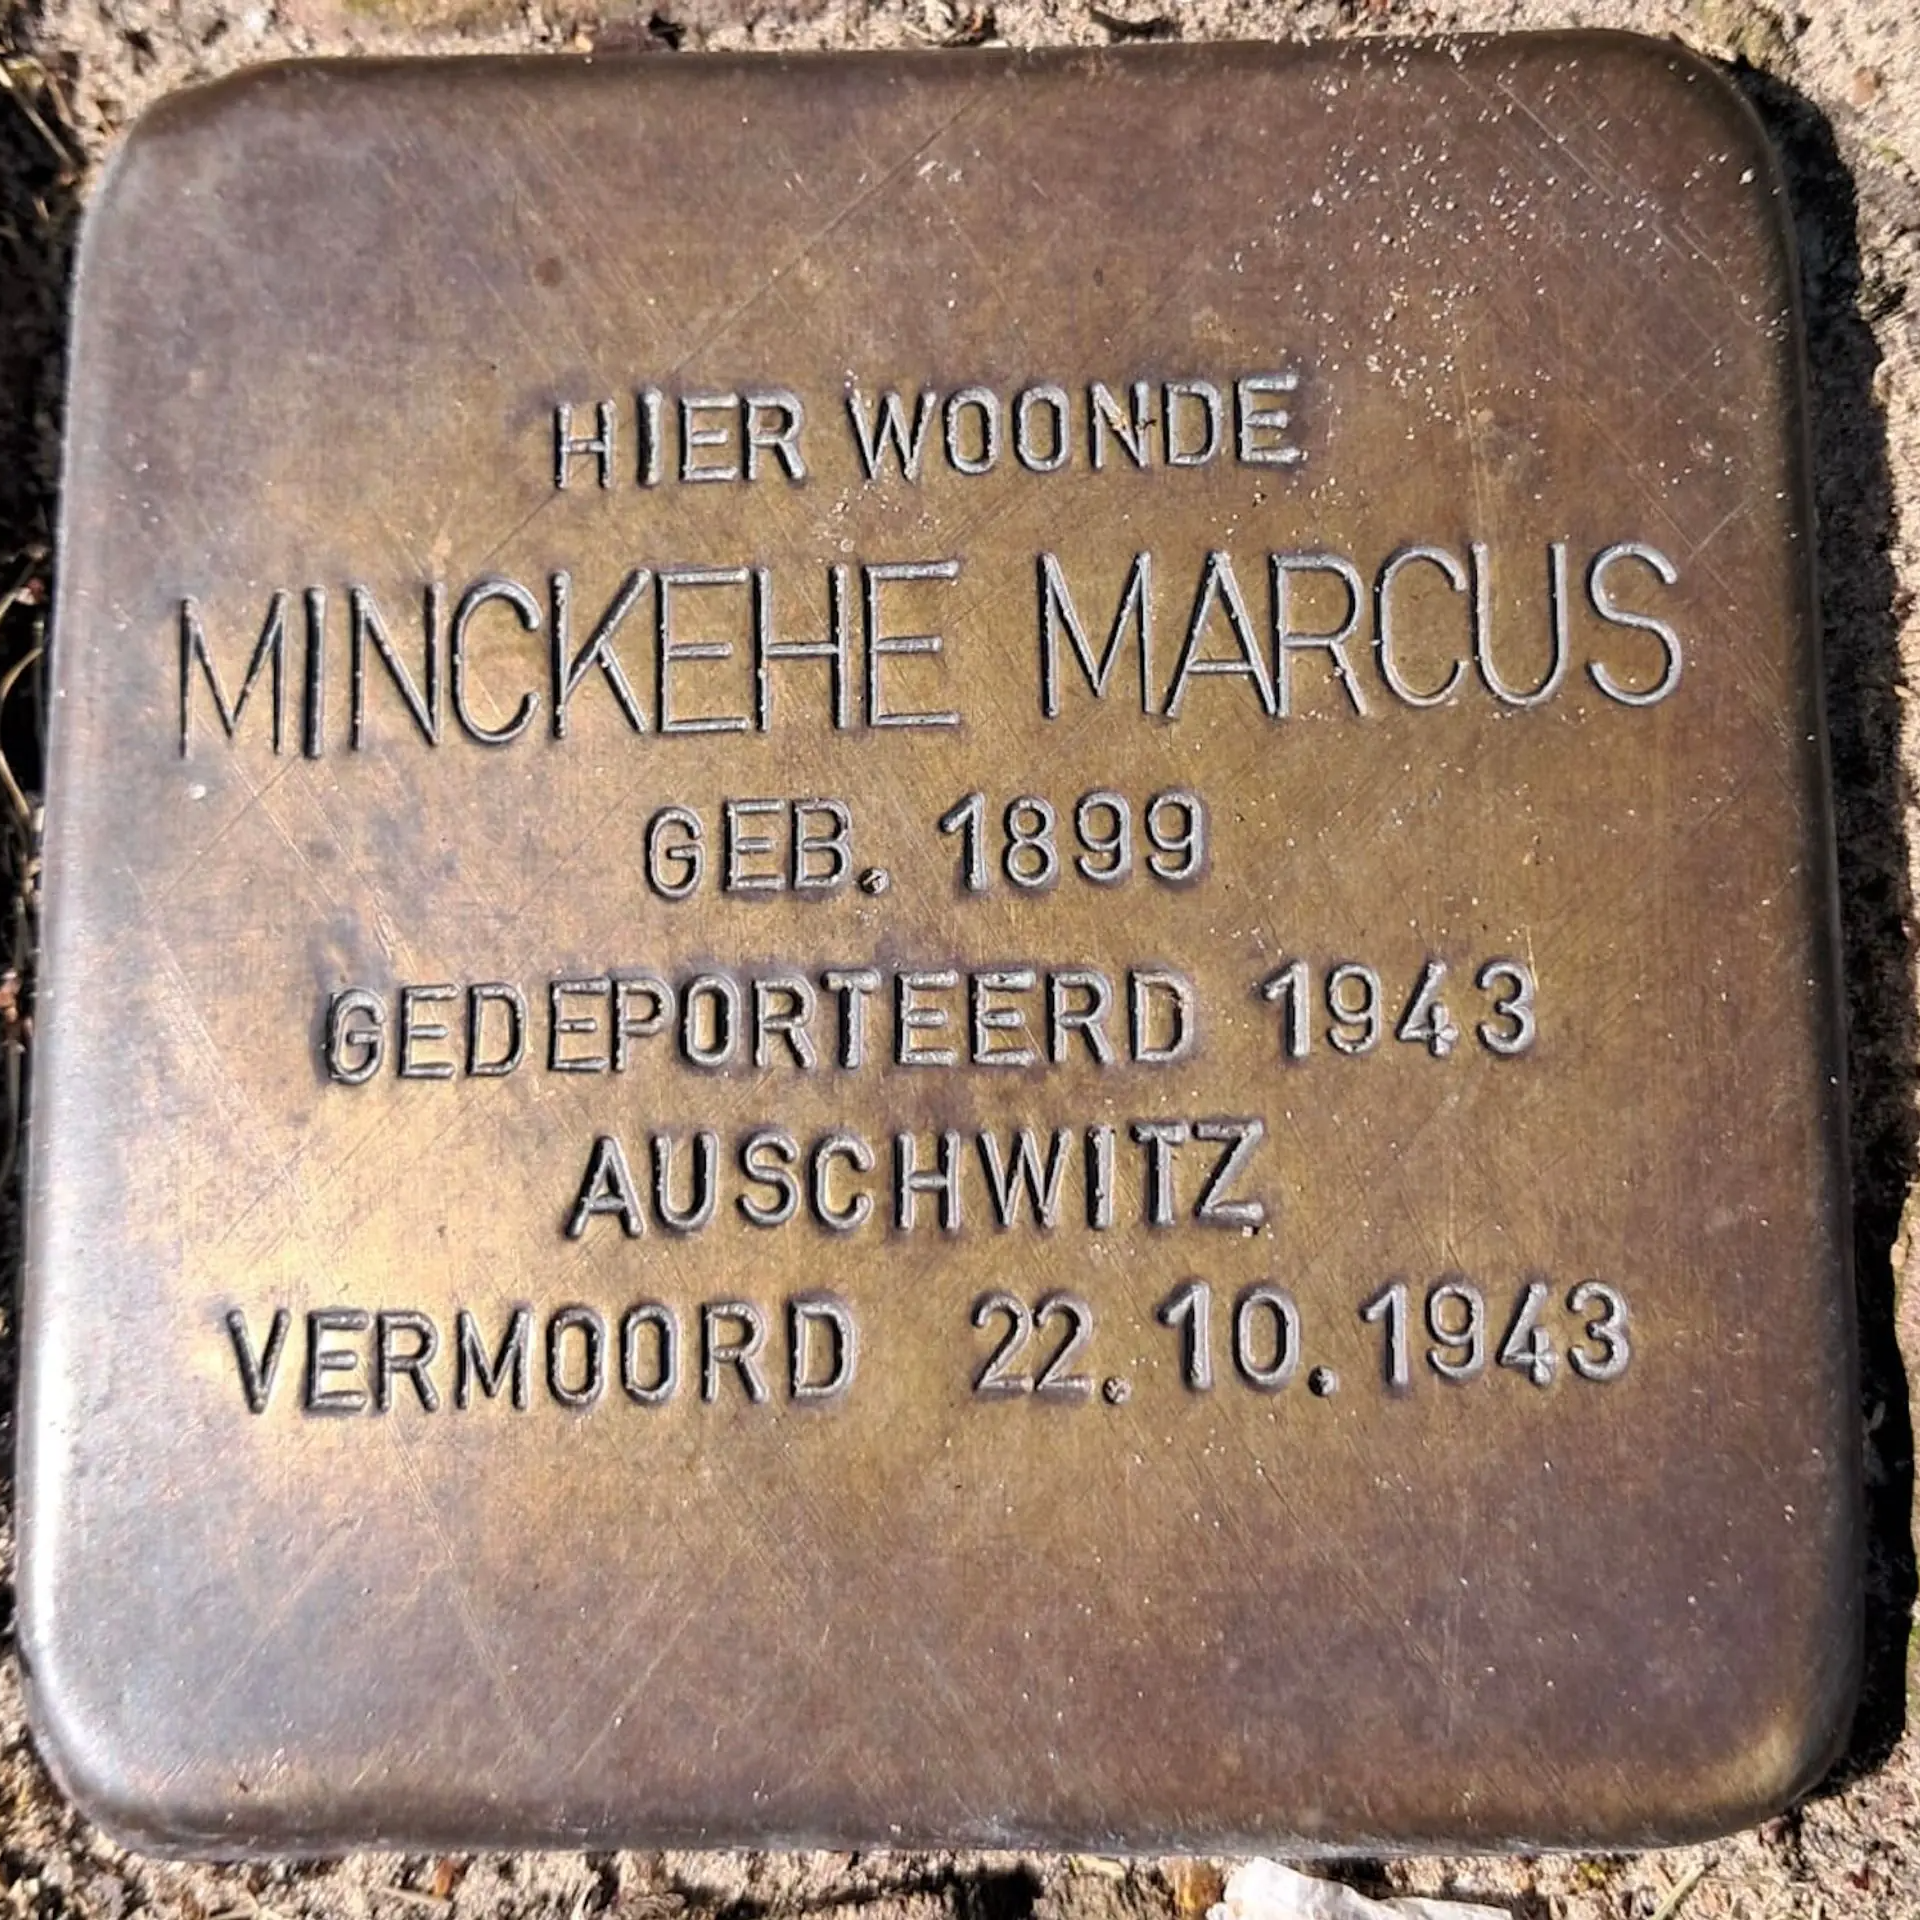 HIER WOONDE
MINCKEHE MARCUS
GEB. 1899
GEDEPORTEERD 1943
AUSCHWITZ
VERMOORD 22.10.1943